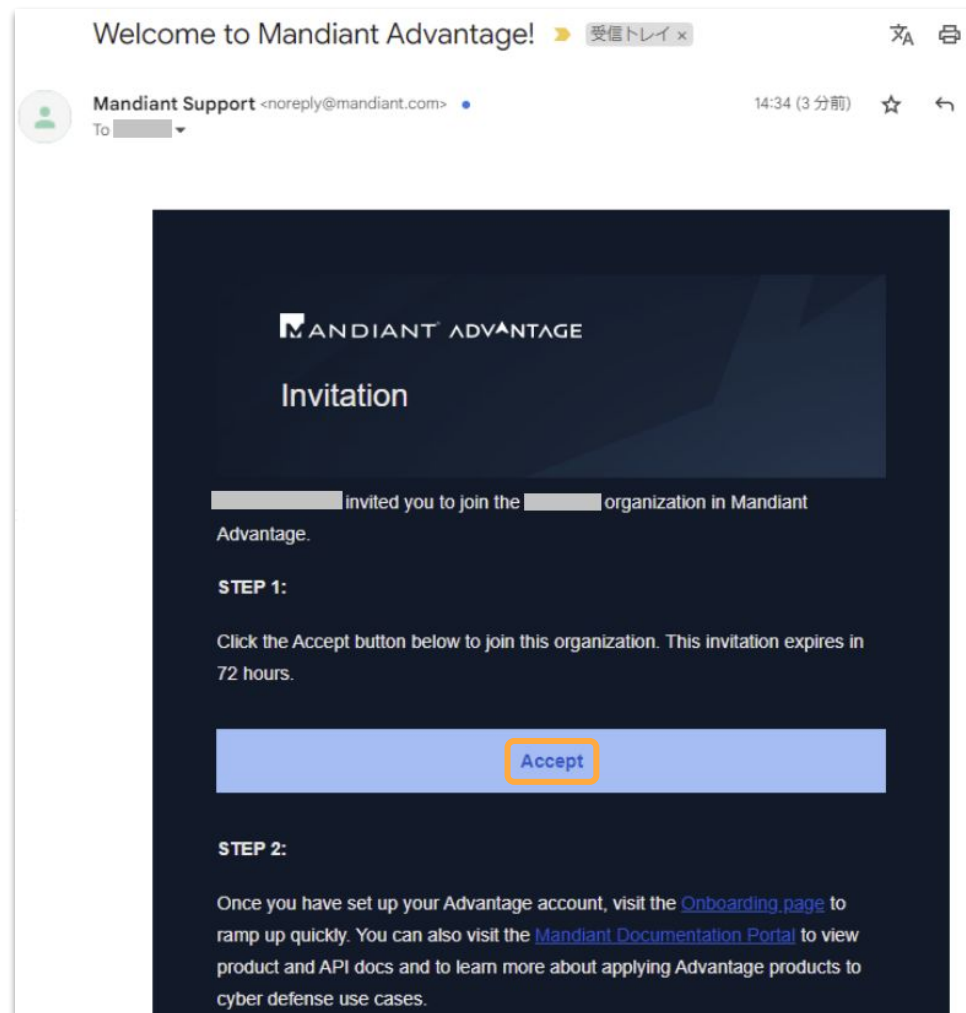 Welcome to Mandiant Advantage! 受信トレイ ×
Mandiant Support <noreply@mandiant.com> 14:34 (3 分前)
To
MANDIANT ADVANTAGE
Invitation
invited you to join the organization in Mandiant
Advantage.
STEP 1:
Click the Accept button below to join this organization. This invitation expires in
72 hours.
Accept
STEP 2:
Once you have set up your Advantage account, visit the Onboarding page to
ramp up quickly. You can also visit the Mandiant Documentation Portal to view
product and API docs and to learn more about applying Advantage products to
cyber defense use cases.